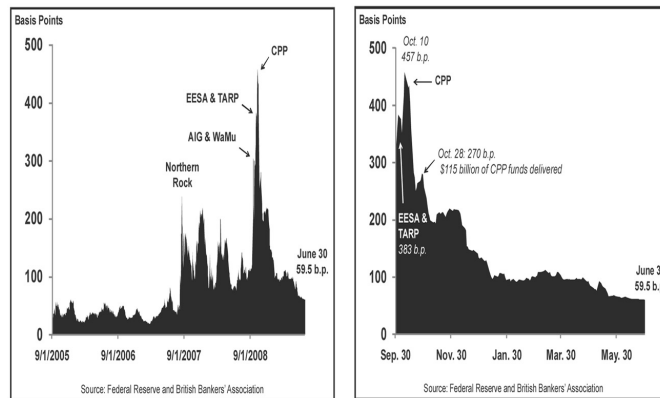 Basis Points
500
400
300
200
100
0
CPP
EESA & TARP
AIG & WaMu
Northern
Rock
June 30
59.5 b.p.
9/1/2005
9/1/2006
9/1/2007
9/1/2008
Source: Federal Reserve and British Bankers' Association
Basis Points
500
400
300
200
100
0
Oct. 10
457 b.p.
CPP
Oct. 28: 270 b.p.
$115 billion of CPP funds delivered
EESA &
TARP
383 b.p.
June 3
59.5 b.p
Sep. 30
Nov. 30
Jan. 30
Mar. 30
May. 30
Source: Federal Reserve and British Bankers' Association